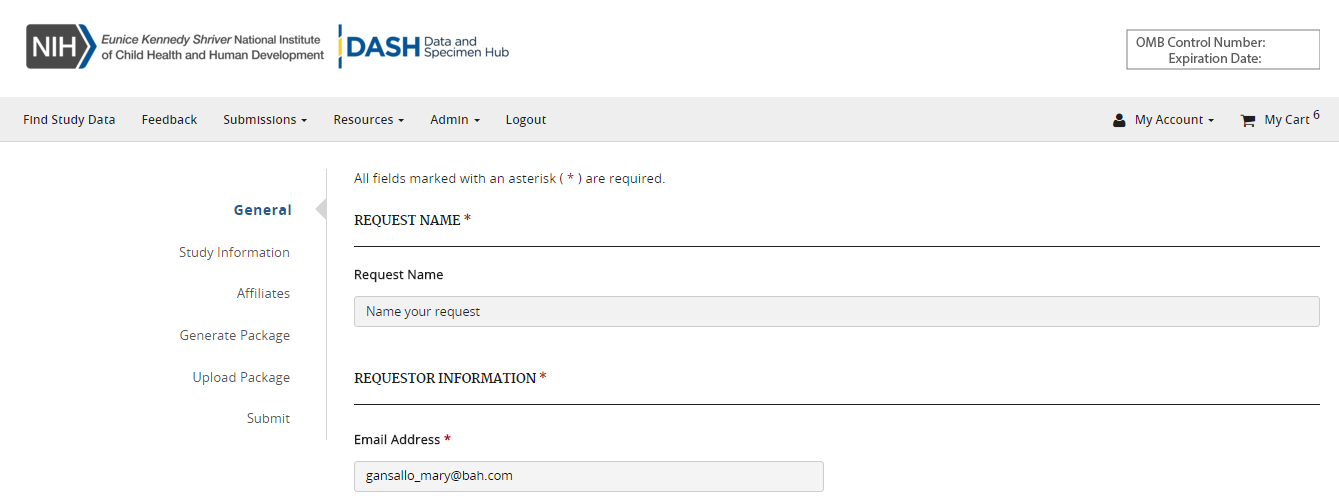 NIH Eunice Kennedy Shriver National Institute
of Child Health and Human Development
DASH Data and
Specimen Hub
OMB Control Number:
Expiration Date:
Find Study Data Feedback Submissions Resources Admin Logout My Account My Cart 6
All fields marked with an asterisk ( * ) are required.
General
Study Information
Affiliates
Generate Package
Upload Package
Submit
REQUEST NAME *
Request Name
Name your request
REQUESTOR INFORMATION *
Email Address *
gansallo_mary@bah.com